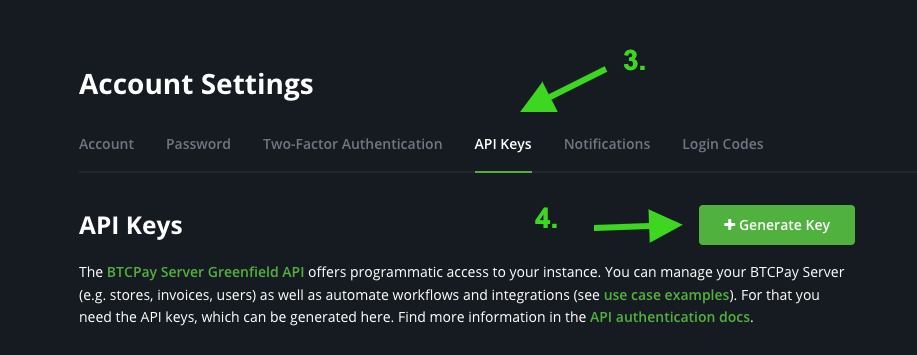 3.
Account Settings
Account Password Two-Factor Authentication API Keys Notifications Login Codes
4.
API Keys
+ Generate Key
The BTCPay Server Greenfield API offers programmatic access to your instance. You can manage your BTCPay Server
(e.g. stores, invoices, users) as well as automate workflows and integrations (see use case examples). For that you
need the API keys, which can be generated here. Find more information in the API authentication docs.